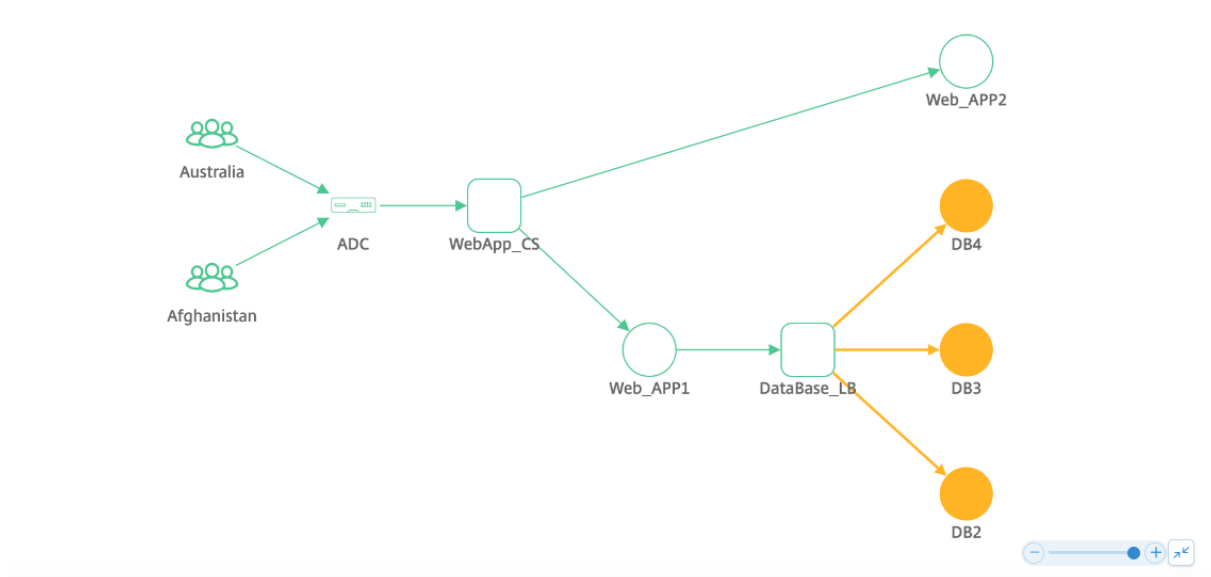 Web_APP2
Australia
ADC
WebApp_CS
DB4
Afghanistan
Web_APP1
DataBase_LB
DB3
DB2